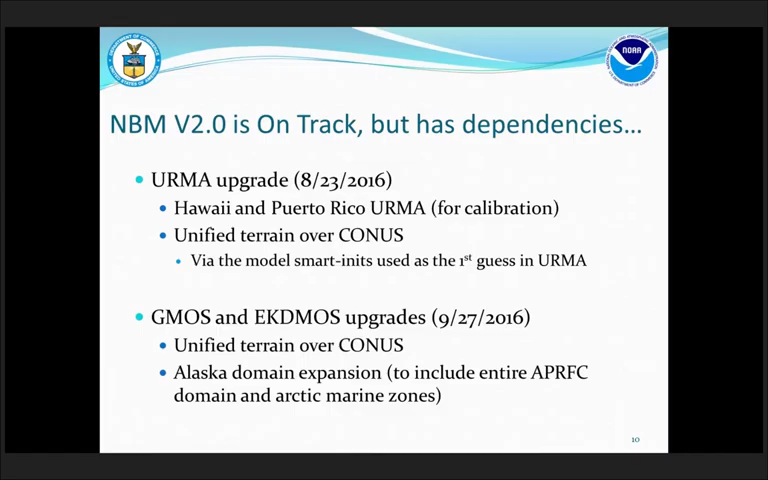 NOAA
NBM V2.0 is On Track, but has dependencies…
• URMA upgrade (8/23/2016)
• Hawaii and Puerto Rico URMA (for calibration)
• Unified terrain over CONUS
• Via the model smart-inits used as the 1st guess in URMA
• GMOS and EKDMOS upgrades (9/27/2016)
• Unified terrain over CONUS
• Alaska domain expansion (to include entire APRFC
domain and arctic marine zones)
10